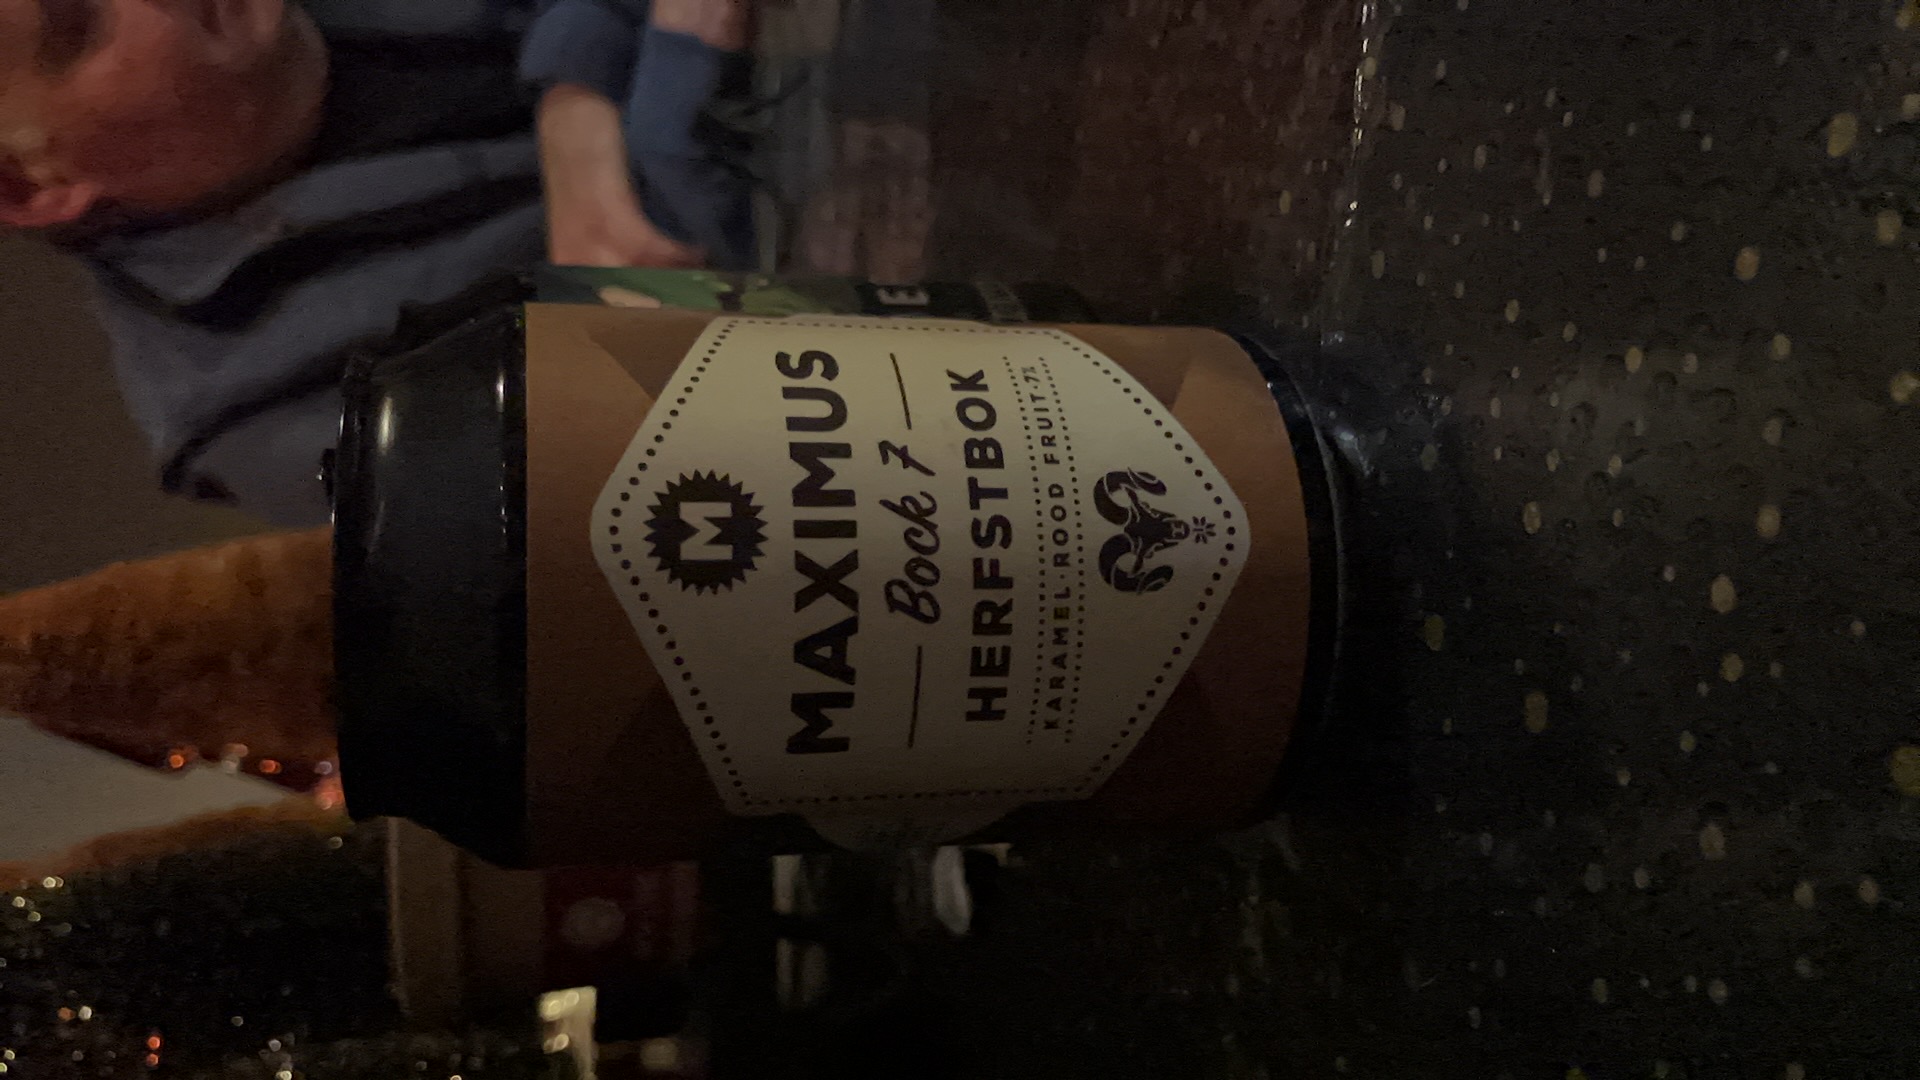 M
MAXIMUS
Bock 7
HERFSTBOK
KARAMEL·ROOD FRUIT·7%